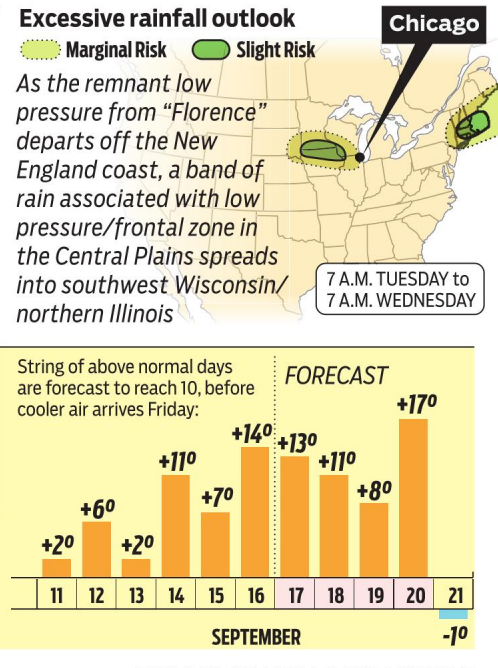 Excessive rainfall outlook
Marginal Risk Slight Risk
Chicago
As the remnant low
pressure from “Florence”
departs off the New
England coast, a band of
rain associated with low
pressure/frontal zone in
the Central Plains spreads
into southwest Wisconsin/
northern Illinois
7 A.M. TUESDAY to
7 A.M. WEDNESDAY
String of above normal days
are forecast to reach 10, before
cooler air arrives Friday:
FORECAST
+2º +6º +2º +11º +7º +14º +13º +11º +8º +17º
11 12 13 14 15 16 17 18 19 20 21
SEPTEMBER
-1º